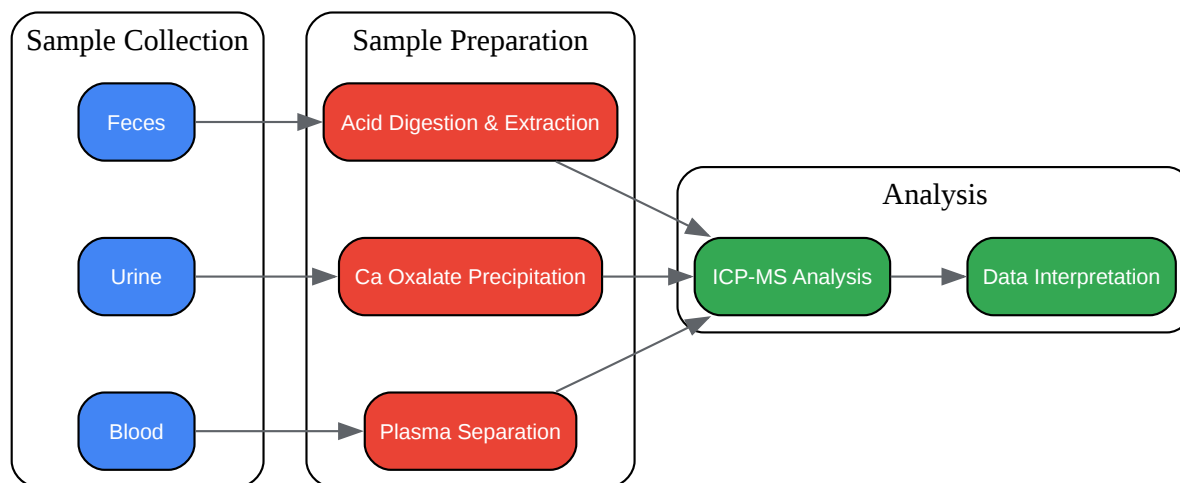 Sample Collection
Feces
Urine
Blood
Sample Preparation
Acid Digestion & Extraction
Ca Oxalate Precipitation
Plasma Separation
Analysis
ICP-MS Analysis
Data Interpretation